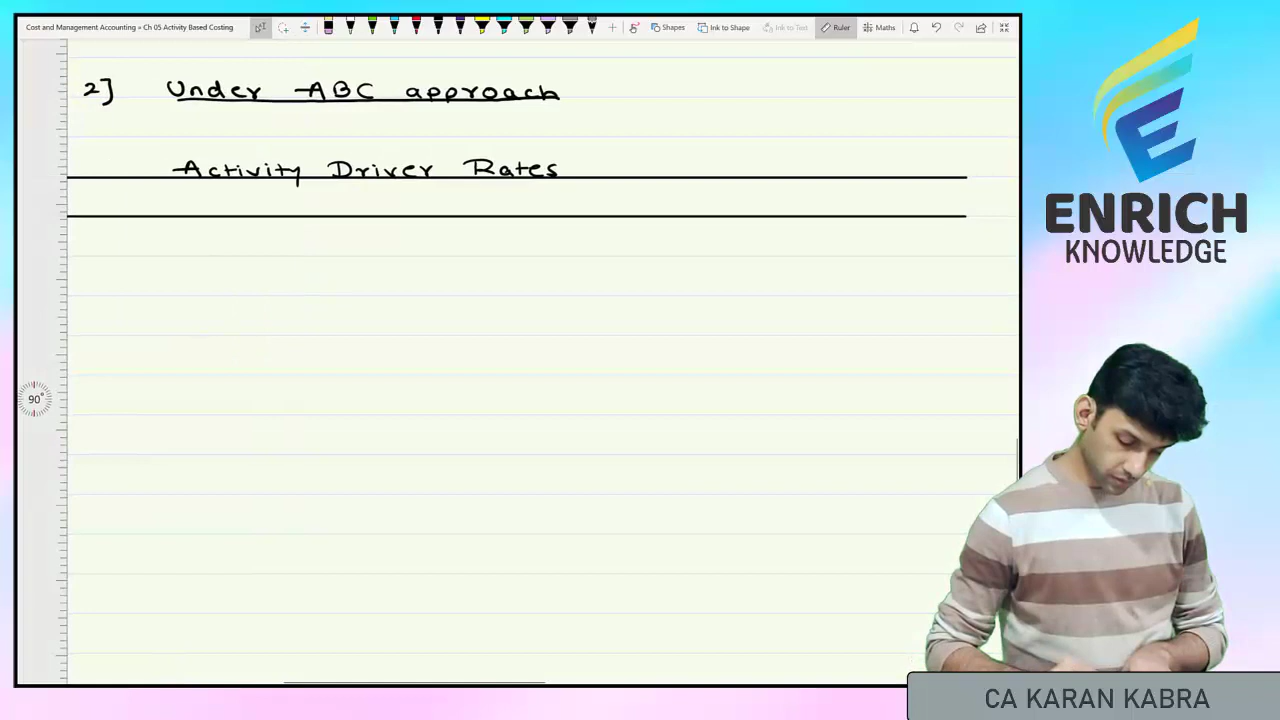 Cost and Management Accounting » Ch 05 Activity Based Costing
Shapes
Ink to Shape
Ink to Text
Ruler
Maths
2] Under ABC approach
Activity Driver Rates
90°
ENRICH
KNOWLEDGE
CA KARAN KABRA